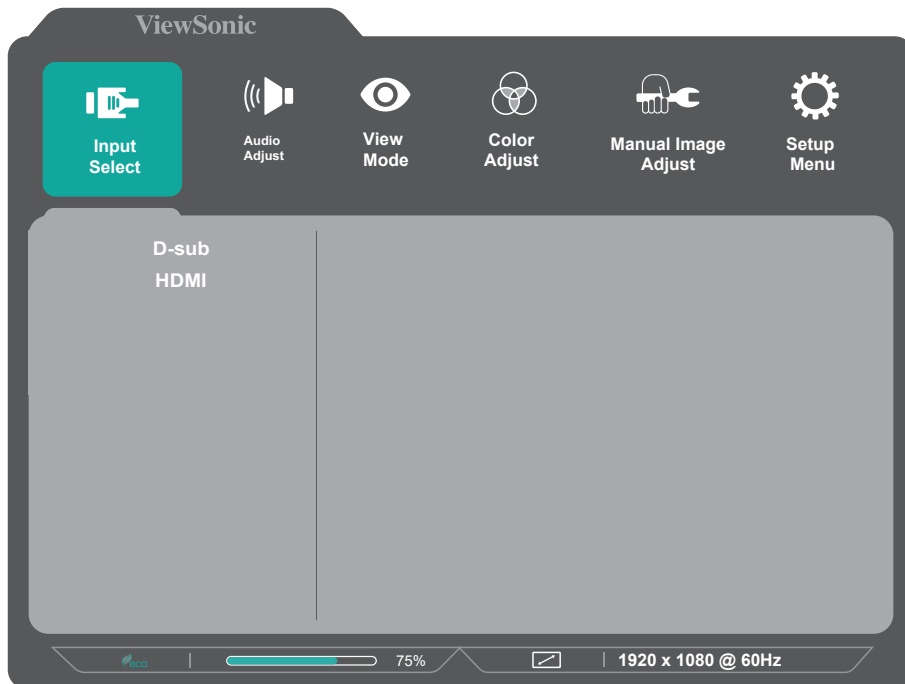 ViewSonic
Input
Select
Audio
Adjust
View
Mode
Color
Adjust
Manual Image
Adjust
Setup
Menu
D-sub
HDMI
eco
75%
1920 x 1080 @ 60Hz